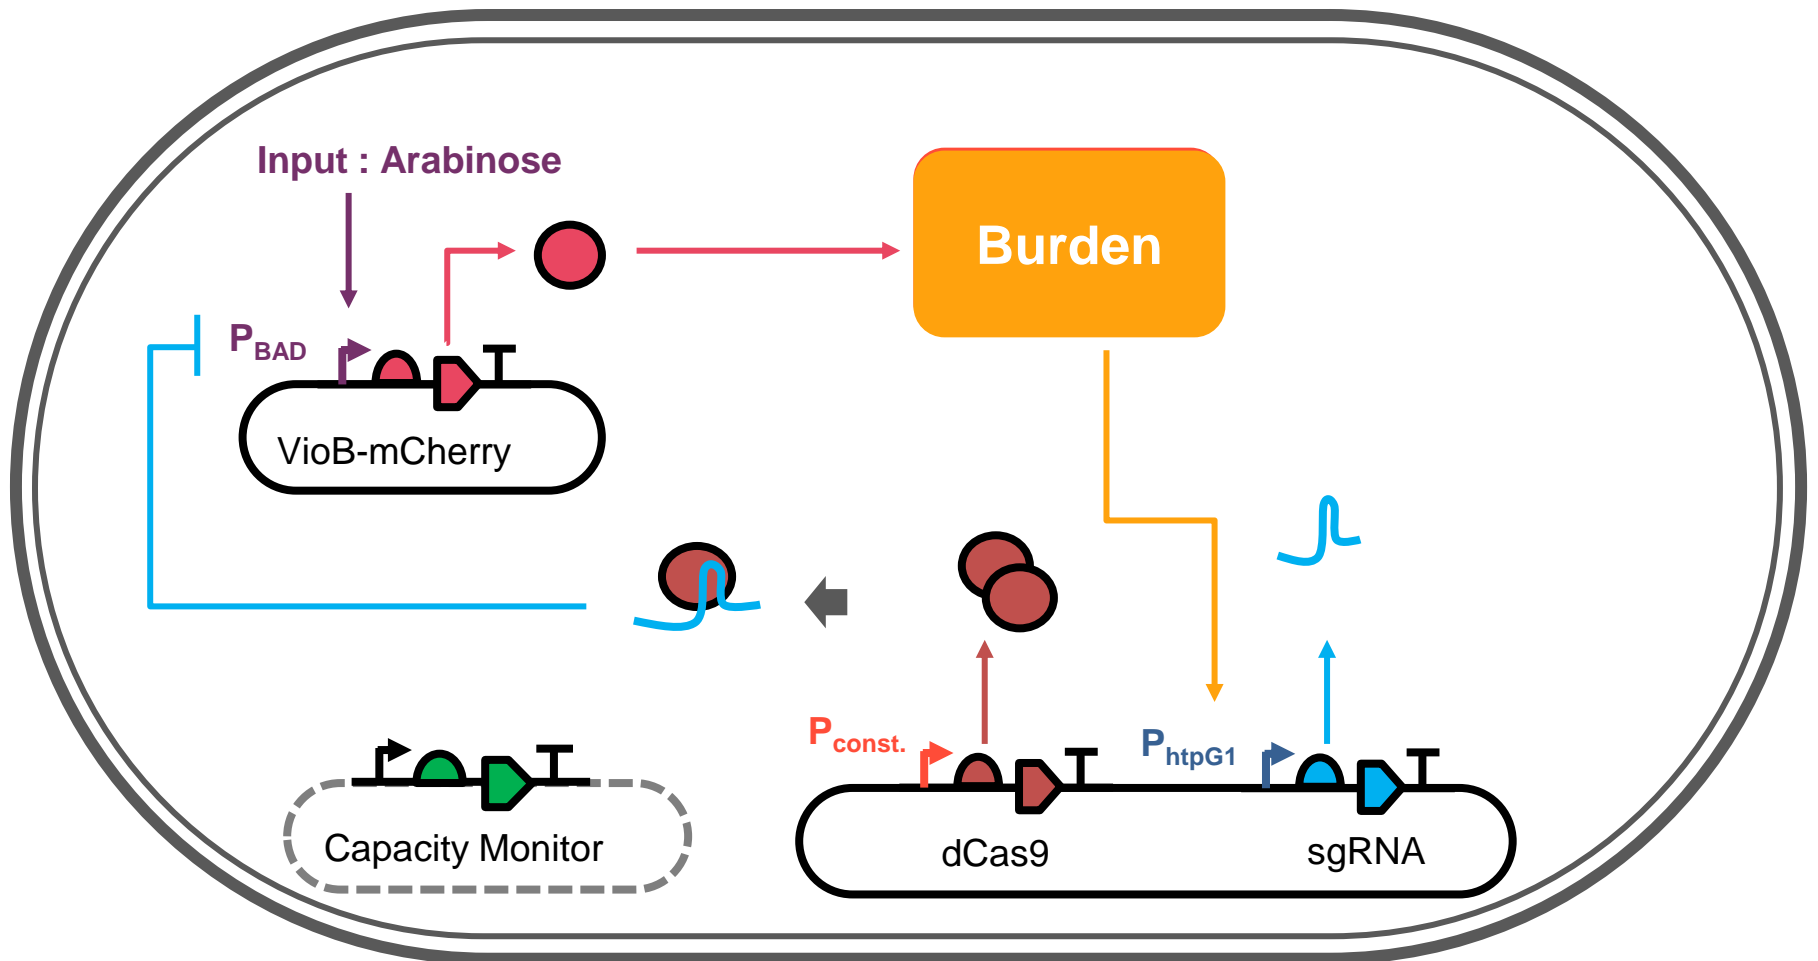 Input : Arabinose
Burden
PBAD
VioB-mCherry
Pconst.
PhtpG1
Capacity Monitor
dCas9
sgRNA